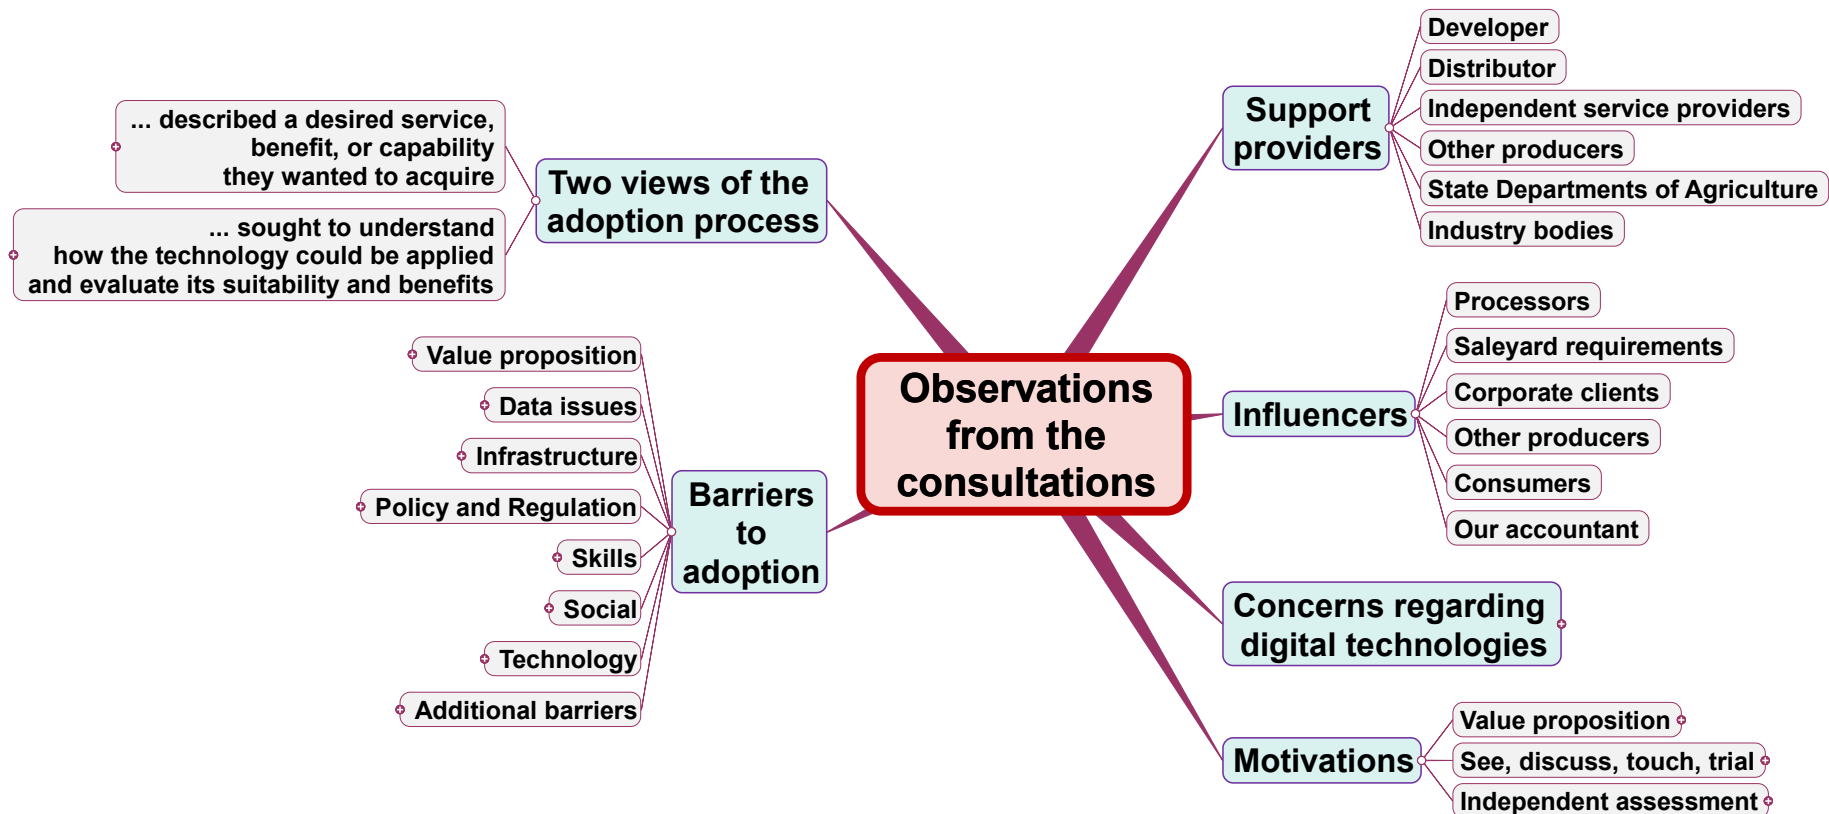 Observations
from the
consultations
Two views of the
adoption process
... described a desired service,
benefit, or capability
they wanted to acquire
... sought to understand
how the technology could be applied
and evaluate its suitability and benefits
Barriers
to
adoption
Value proposition
Data issues
Infrastructure
Policy and Regulation
Skills
Social
Technology
Additional barriers
Support
providers
Developer
Distributor
Independent service providers
Other producers
State Departments of Agriculture
Industry bodies
Influencers
Processors
Saleyard requirements
Corporate clients
Other producers
Consumers
Our accountant
Concerns regarding
digital technologies
Motivations
Value proposition
See, discuss, touch, trial
Independent assessment